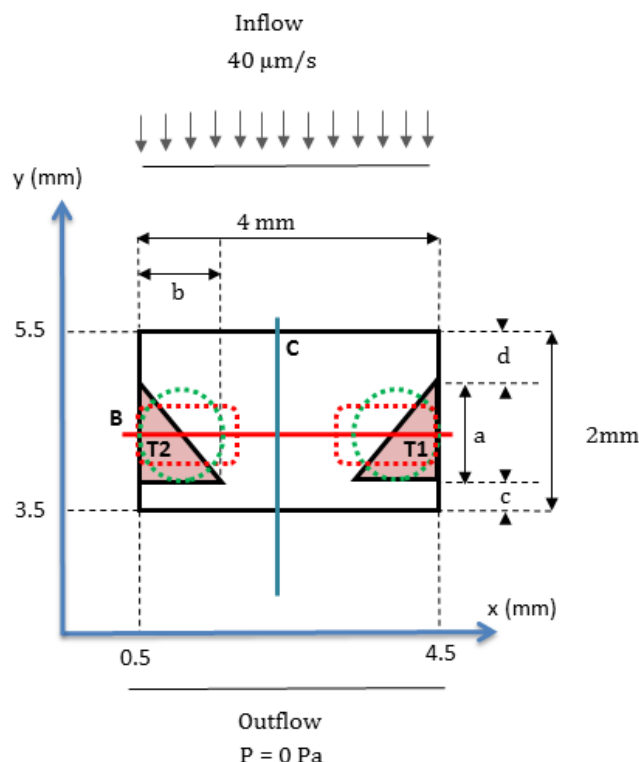 Inflow
40 µm/s
y (mm)
4 mm
b
5.5
C
d
B
T2
T1
a
2mm
c
3.5
x (mm)
0.5
4.5
Outflow
P = 0 Pa